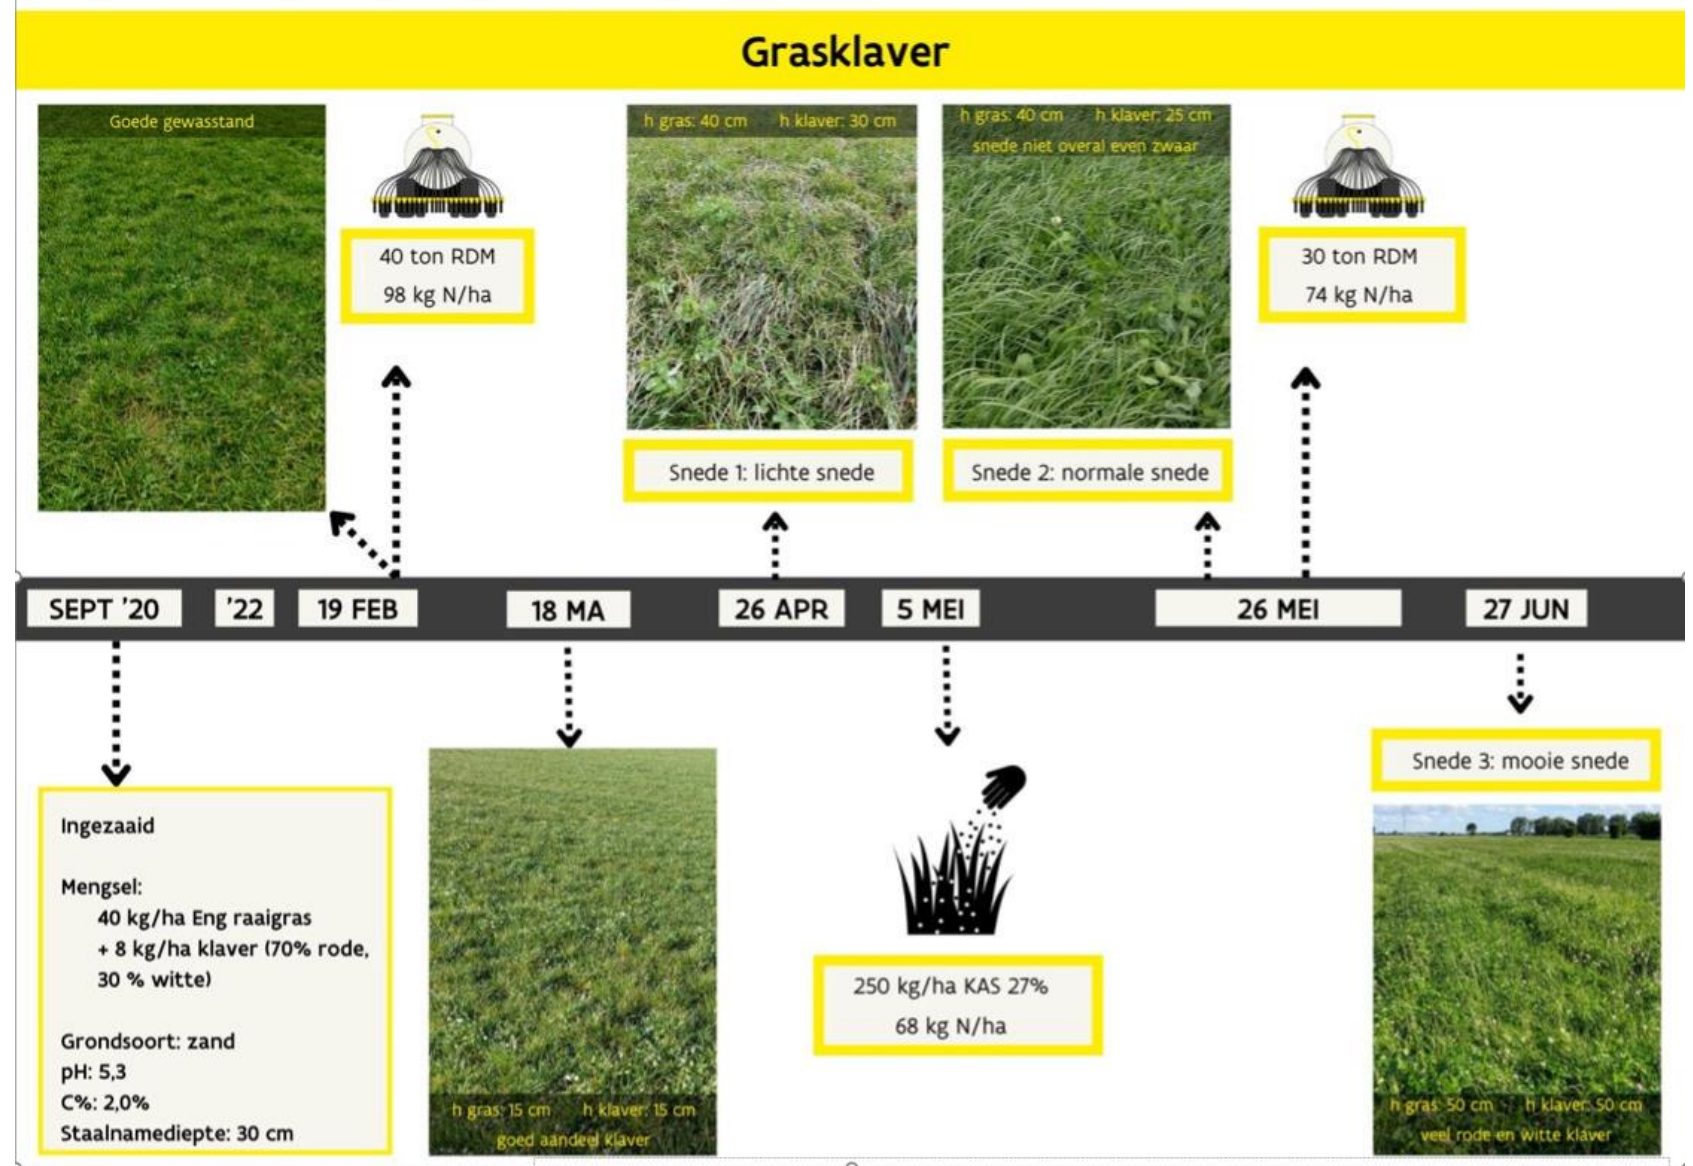 Grasklaver
Goede gewasstand
40 ton RDM
98 kg N/ha
h gras: 40 cm h klaver: 30 cm
Snede 1: lichte snede
h gras: 40 cm h klaver: 25 cm
snede niet overal even zwaar
Snede 2: normale snede
30 ton RDM
74 kg N/ha
SEPT '20
'22
19 FEB
18 MA
26 APR
5 MEI
26 MEI
27 JUN
Ingezaaid
Mengsel:
40 kg/ha Eng raaigras
+ 8 kg/ha klaver (70% rode,
30 % witte)
Grondsoort: zand
pH: 5,3
C%: 2,0%
Staalnamediepte: 30 cm
h gras: 15 cm h klaver: 15 cm
goed aandeel klaver
250 kg/ha KAS 27%
68 kg N/ha
Snede 3: mooie snede
h gras: 50 cm h klaver: 50 cm
veel rode en witte klaver